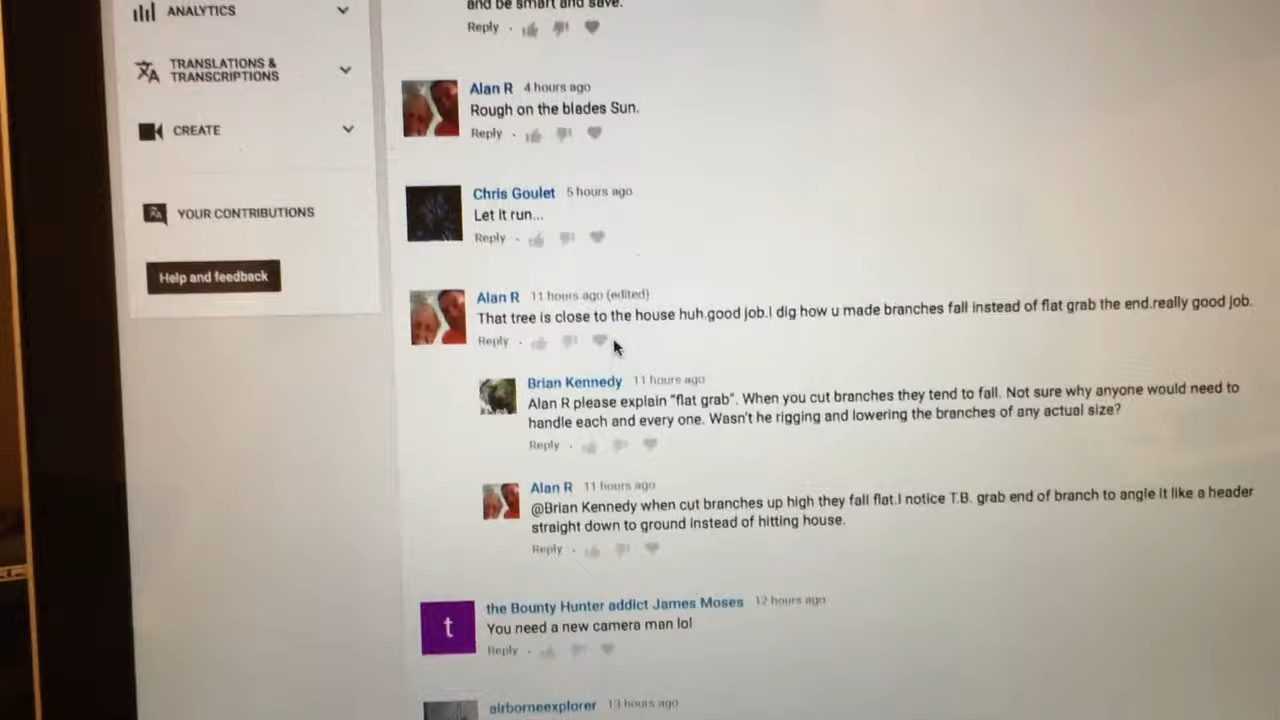 ANALYTICS
TRANSLATIONS &
TRANSCRIPTIONS
CREATE
YOUR CONTRIBUTIONS
Help and feedback
and be smart and save.
Reply
Alan R 4 hours ago
Rough on the blades Sun.
Reply
Chris Goulet 5 hours ago
Let it run...
Reply
Alan R 11 hours ago (edited)
That tree is close to the house huh.good job.I dig how u made branches fall instead of flat grab the end.really good job.
Reply
Brian Kennedy 11 hours ago
Alan R please explain "flat grab". When you cut branches they tend to fall. Not sure why anyone would need to
handle each and every one. Wasn't he rigging and lowering the branches of any actual size?
Reply
Alan R 11 hours ago
@Brian Kennedy when cut branches up high they fall flat.I notice T.B. grab end of branch to angle it like a header
straight down to ground instead of hitting house.
Reply
t
the Bounty Hunter addict James Moses 12 hours ago
You need a new camera man lol
Reply
airborneexplorer 13 hours ago